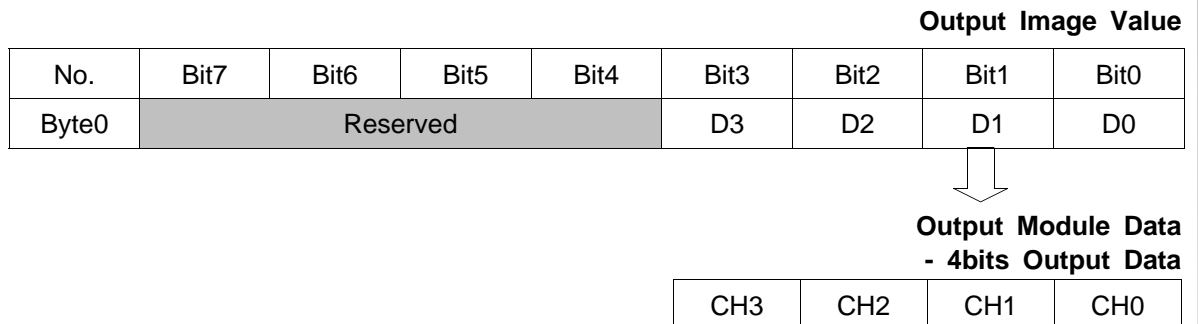 Output Image Value
No. Bit7 Bit6 Bit5 Bit4 Bit3 Bit2 Bit1 Bit0
Byte0 Reserved D3 D2 D1 D0
Output Module Data
- 4bits Output Data
CH3 CH2 CH1 CH0